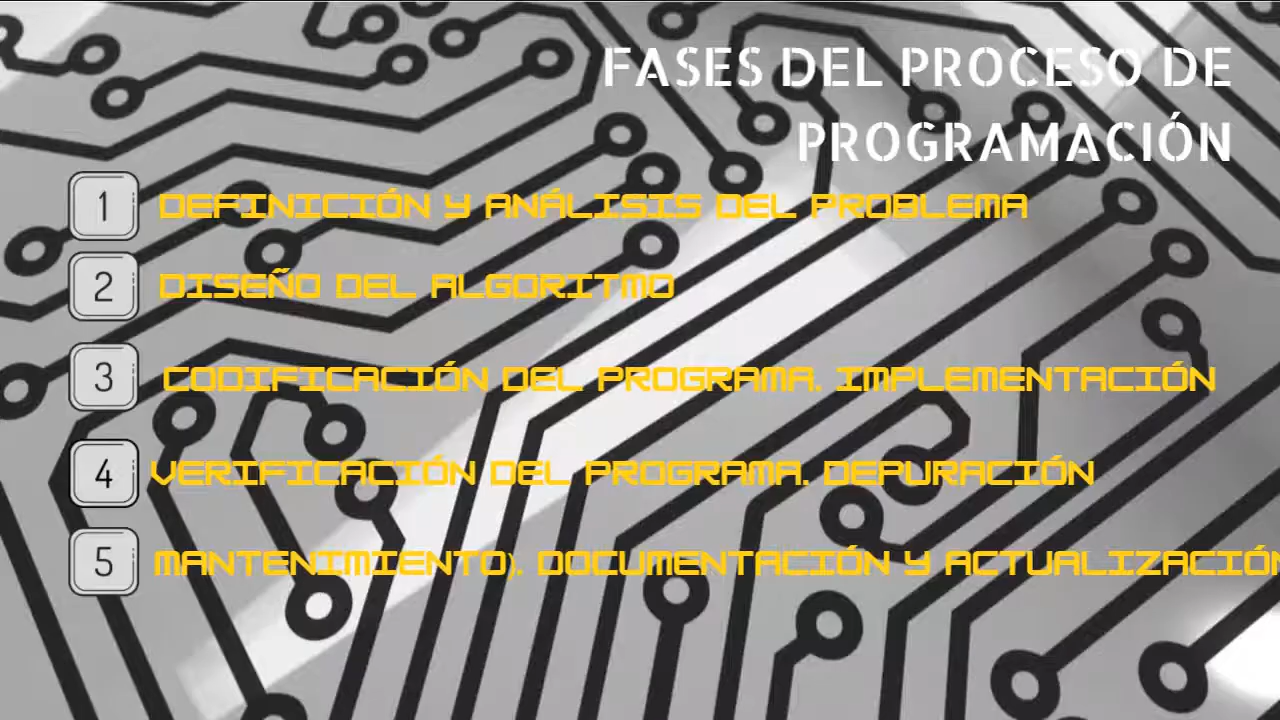 FASES DEL PROCESO DE
PROGRAMACIÓN
1 DEFINICIÓN Y ANÁLISIS DEL PROBLEMA
2 DISEÑO DEL ALGORITMO
3 CODIFICACIÓN DEL PROGRAMA. IMPLEMENTACIÓN
4 VERIFICACIÓN DEL PROGRAMA. DEPURACIÓN
5 MANTENIMIENTO). DOCUMENTACIÓN Y ACTUALIZACIÓN